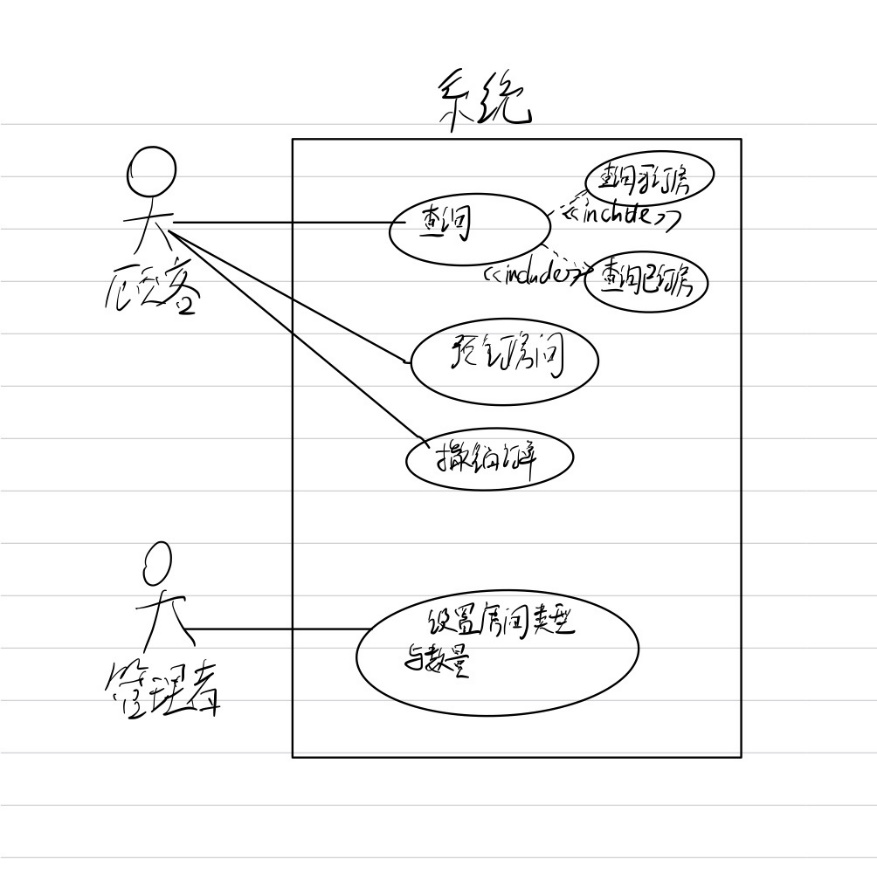 系统
查询未订房
<<include>>
查询
<<include>>
查询已订房
顾客
预订房间
撤销订单
设置房间类型
与数量
管理者